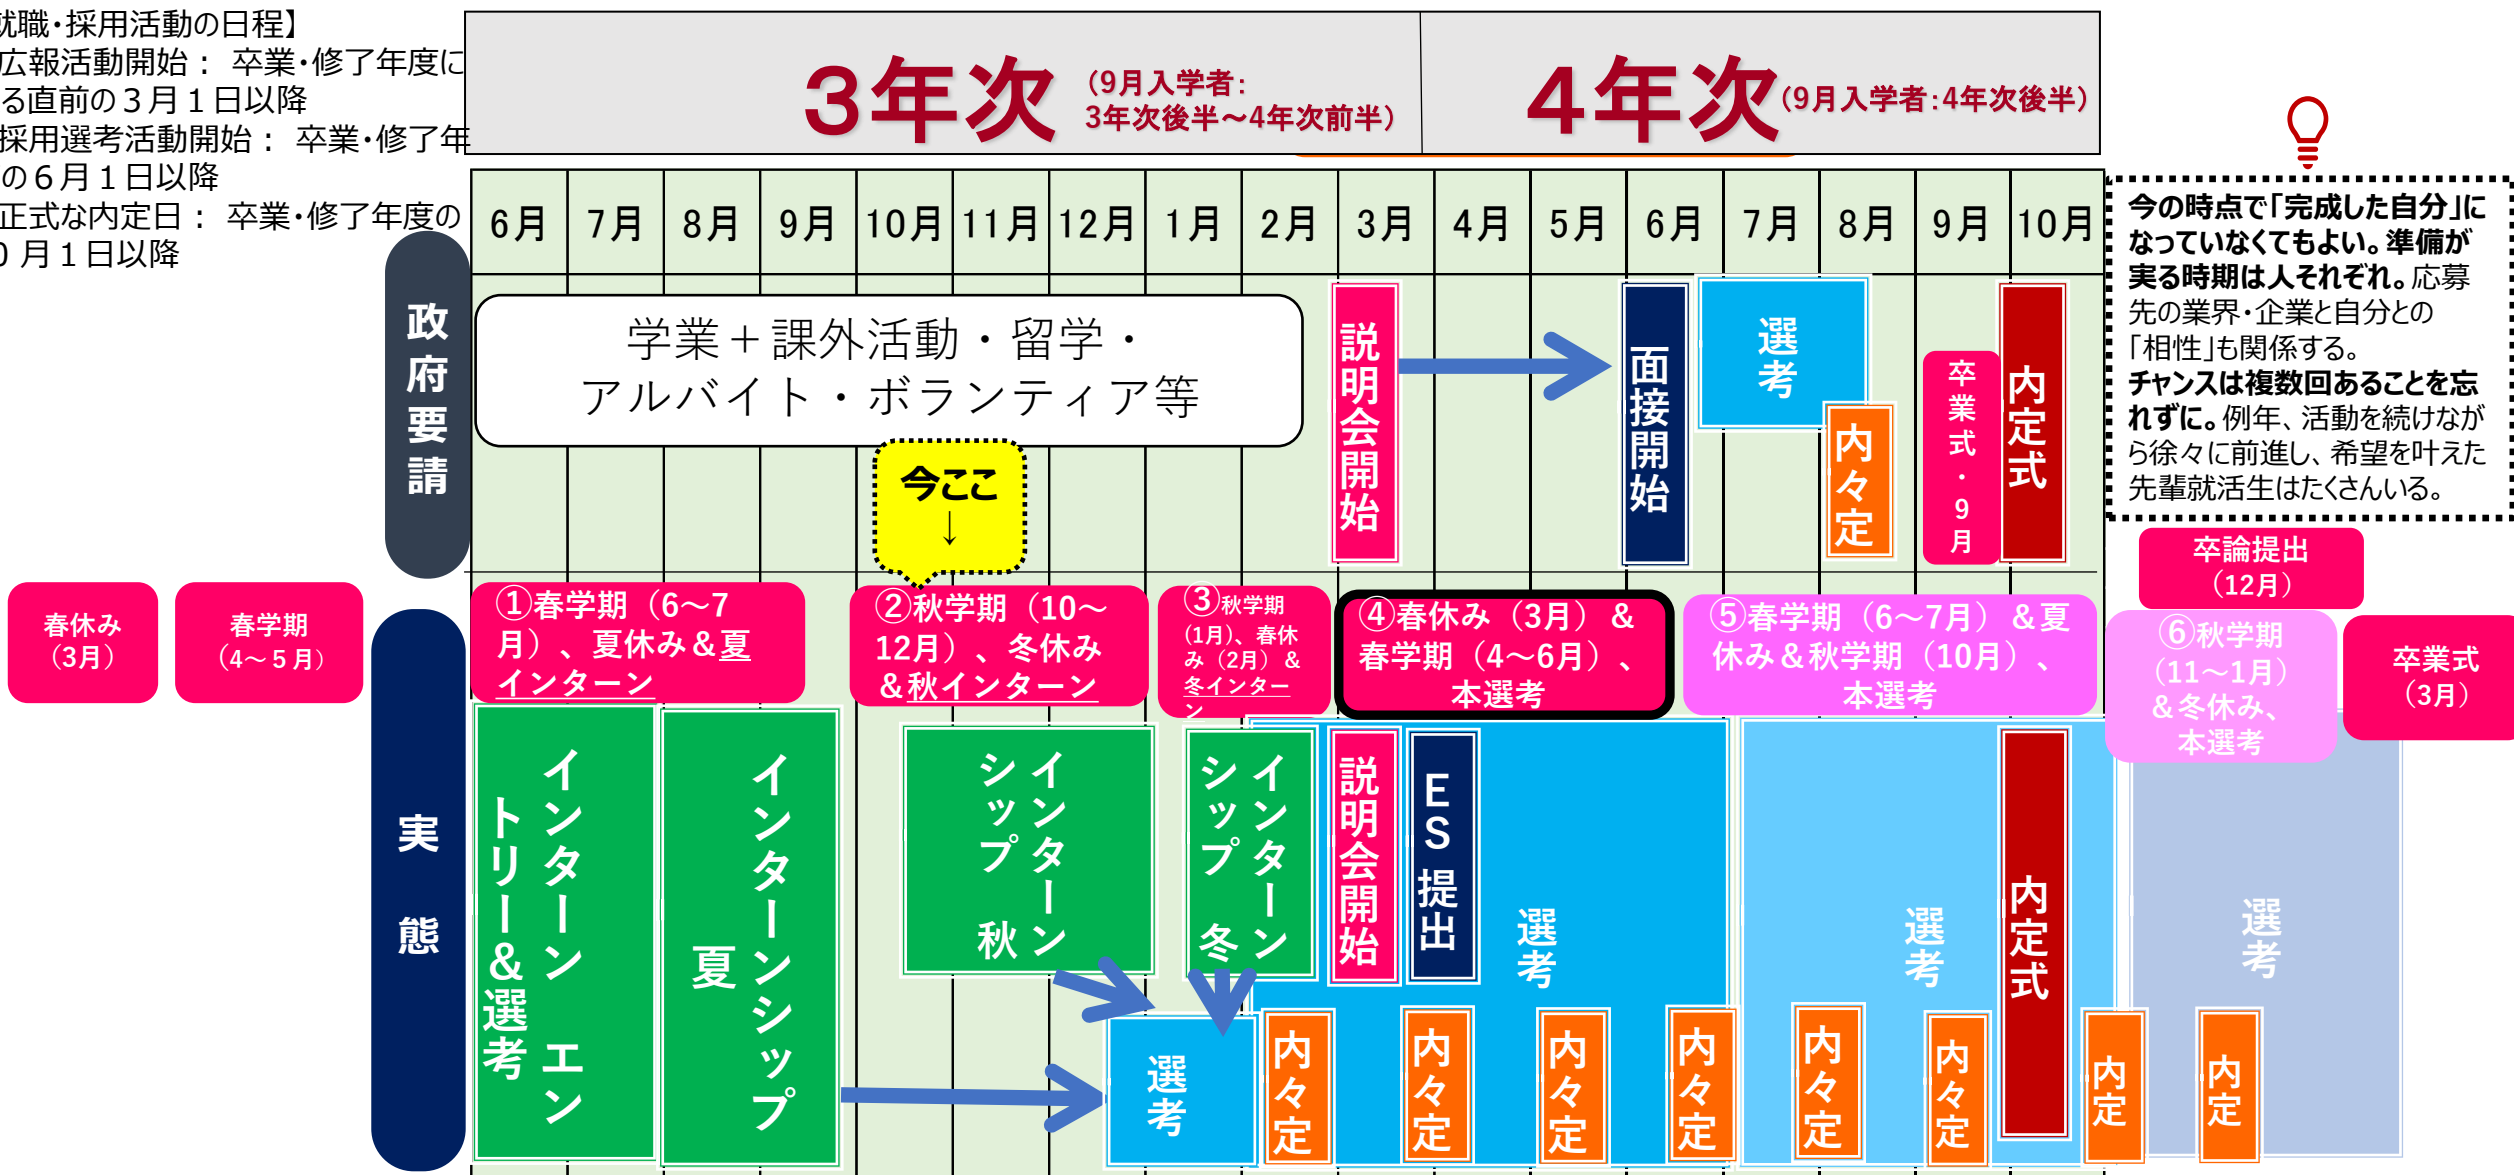 就職・採用活動の日程】
広報活動開始： 卒業・修了年度に
る直前の３月１日以降
採用選考活動開始： 卒業・修了年
の６月１日以降
正式な内定日： 卒業・修了年度の
０月１日以降
３年次
(9月入学者：
3年次後半～4年次前半)
４年次
(9月入学者：4年次後半)
6月
7月
8月
9月
10月
11月
12月
1月
2月
3月
4月
5月
6月
7月
8月
9月
10月
政府要請
学業＋課外活動・留学・
アルバイト・ボランティア等
説明会開始
面接開始
選考
内々定
卒業式・9月
内定式
今ここ
↓
今の時点で「完成した自分」に
なっていなくてもよい。準備が
実る時期は人それぞれ。応募
先の業界・企業と自分との
「相性」も関係する。
チャンスは複数回あることを忘
れずに。例年、活動を続けなが
ら徐々に前進し、希望を叶えた
先輩就活生はたくさんいる。
春休み
（3月）
春学期
（4～５月）
①春学期（6～7
月）、夏休み＆夏
インターン
②秋学期（10～
12月）、冬休み
＆秋インターン
③秋学期
(1月)、春休
み（2月）＆
冬インター
ン
④春休み（3月）＆
春学期（4～6月）、
本選考
⑤春学期（6～7月）＆夏
休み＆秋学期（10月）、
本選考
卒論提出
（12月）
⑥秋学期
（11～1月）
＆冬休み、
本選考
卒業式
（3月）
実態
インターン エン
トリー＆選考
インターンシップ
夏
インターン
シップ 秋
インターン
シップ 冬
説明会開始
ES提出
選考
選考
内定式
選考
選考
内々定
内々定
内々定
内々定
内々定
内々定
内定
内定